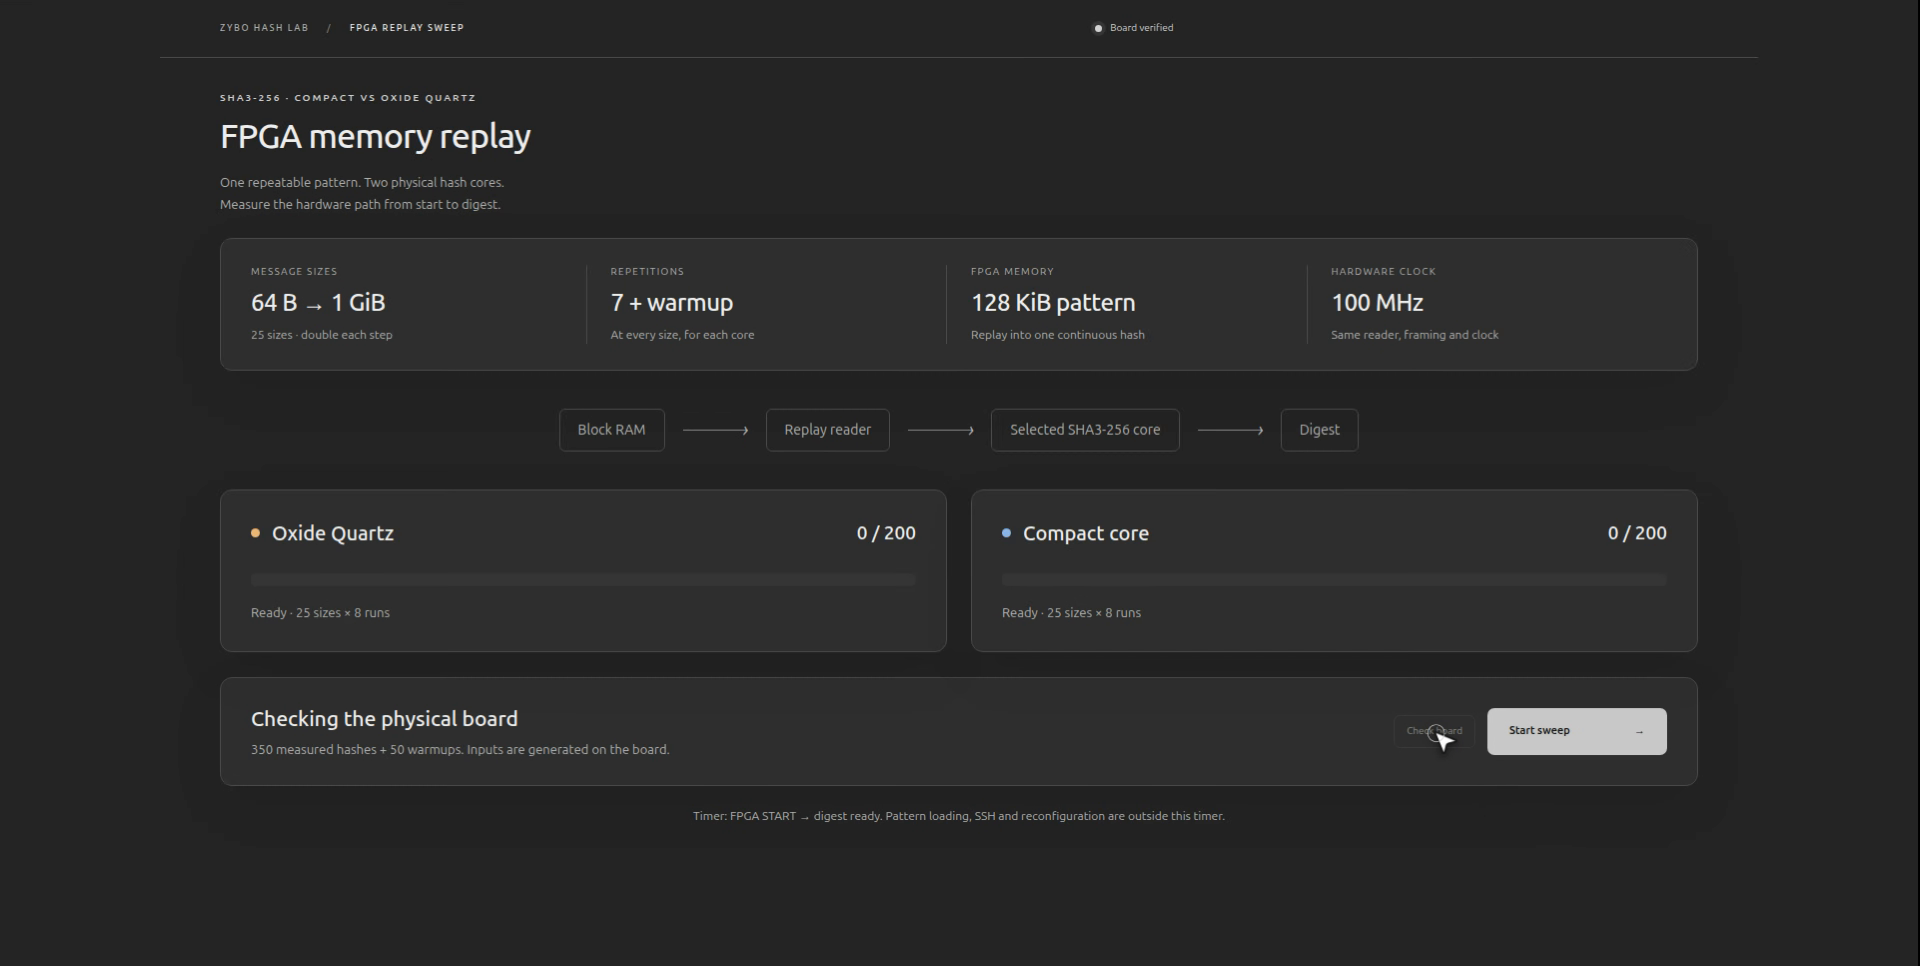 ZYBO HASH LAB / FPGA REPLAY SWEEP
Board verified
SHA3-256 · COMPACT VS OXIDE QUARTZ
FPGA memory replay
One repeatable pattern. Two physical hash cores.
Measure the hardware path from start to digest.
MESSAGE SIZES
64 B → 1 GiB
25 sizes · double each step
REPETITIONS
7 + warmup
At every size, for each core
FPGA MEMORY
128 KiB pattern
Replay into one continuous hash
HARDWARE CLOCK
100 MHz
Same reader, framing and clock
Block RAM
Replay reader
Selected SHA3-256 core
Digest
Oxide Quartz
0 / 200
Ready · 25 sizes × 8 runs
Compact core
0 / 200
Ready · 25 sizes × 8 runs
Checking the physical board
350 measured hashes + 50 warmups. Inputs are generated on the board.
Check board
Start sweep →
Timer: FPGA START → digest ready. Pattern loading, SSH and reconfiguration are outside this timer.